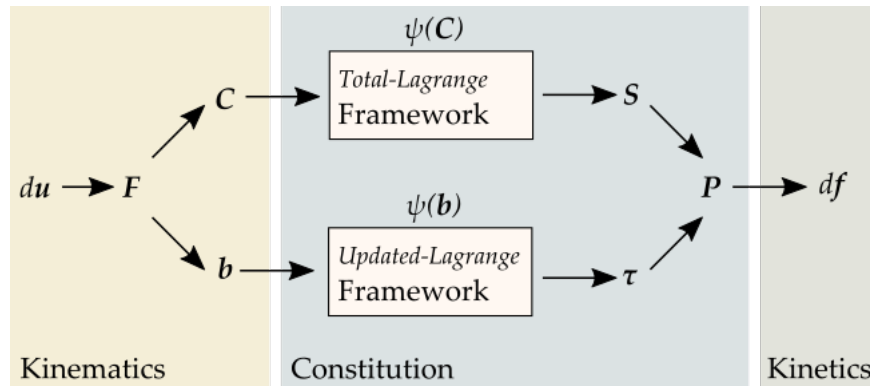 ψ(C)
Total-Lagrange
Framework
C
S
du
F
P
df
ψ(b)
Updated-Lagrange
Framework
b
τ
Kinematics
Constitution
Kinetics